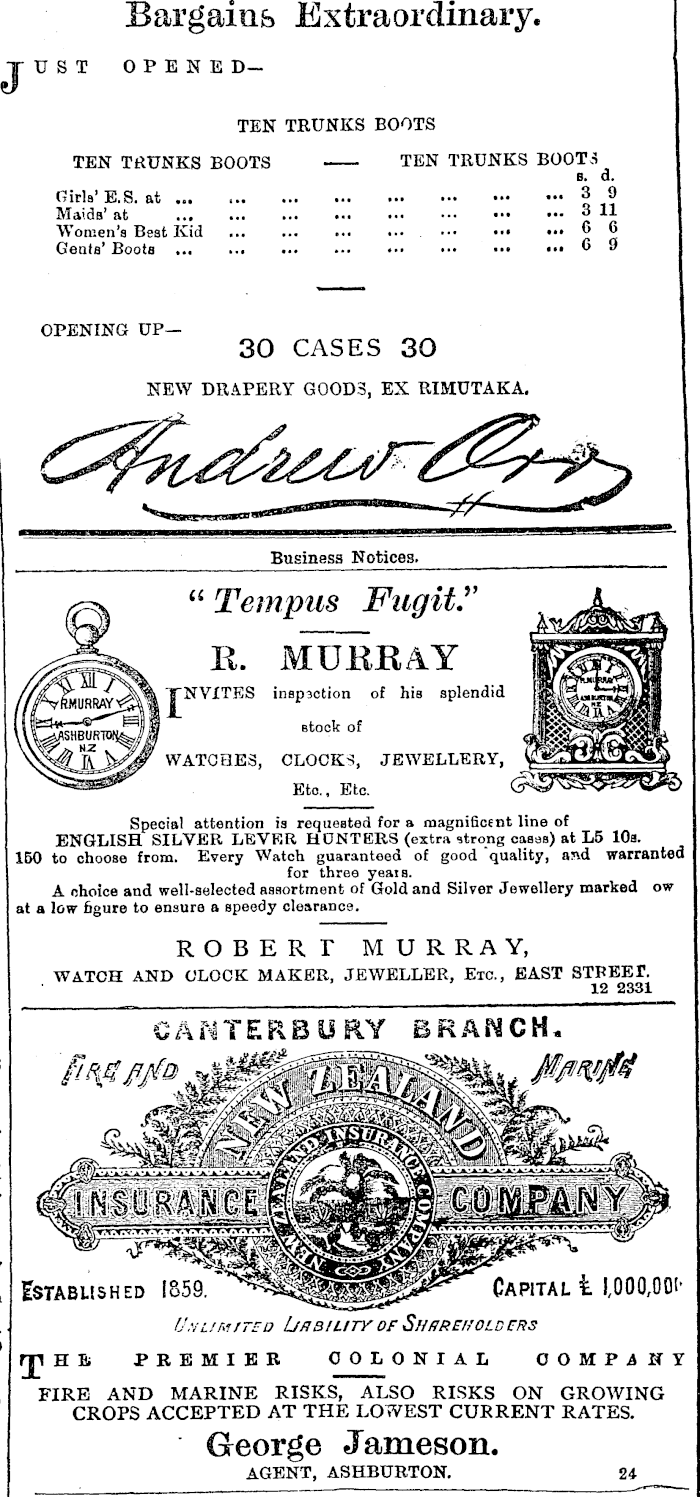 Bargains Extraordinary.
JUST OPENED—
TEN TRUNKS BOOTS
TEN TRUNKS BOOTS — TEN TRUNKS BOOTS
s. d.
Girls' E.S. at ... ... ... ... ... ... ... ... 3 9
Maids' at ... ... ... ... ... ... ... ... 3 11
Women's Best Kid ... ... ... ... ... ... ... 6 6
Gents' Boots ... ... ... ... ... ... ... ... 6 9
OPENING UP—
30 CASES 30
NEW DRAPERY GOODS, EX RIMUTAKA.
Andrew Orr
Business Notices.
"Tempus Fugit."
R. MURRAY
R.MURRAY
ASHBURTON
N.Z
R.MURRAY
ASHBURTON
N.Z
INVITES inspection of his splendid
stock of
WATCHES, CLOCKS, JEWELLERY,
Etc., Etc.
Special attention is requested for a magnificent line of
ENGLISH SILVER LEVER HUNTERS (extra strong cases) at L5 10s.
150 to choose from. Every Watch guaranteed of good quality, and warranted
for three years.
A choice and well-selected assortment of Gold and Silver Jewellery marked ow
at a low figure to ensure a speedy clearance.
ROBERT MURRAY,
WATCH AND CLOCK MAKER, JEWELLER, ETC., EAST STREET.
12 2331
CANTERBURY BRANCH.
FIRE AND MARINE
NEW ZEALAND
NEW ZEALAND INSURANCE COMPANY
INSURANCE COMPANY
ESTABLISHED 1859. CAPITAL £ 1,000,000
UNLIMITED LIABILITY OF SHAREHOLDERS
THE PREMIER COLONIAL COMPANY
FIRE AND MARINE RISKS, ALSO RISKS ON GROWING
CROPS ACCEPTED AT THE LOWEST CURRENT RATES.
George Jameson.
AGENT, ASHBURTON. 24